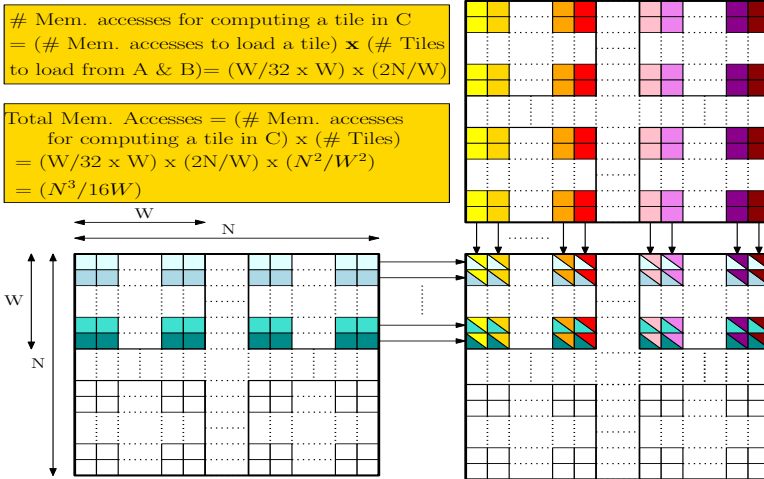 # Mem. accesses for computing a tile in C
= (# Mem. accesses to load a tile) x (# Tiles
to load from A & B)= (W/32 x W) x (2N/W)
Total Mem. Accesses = (# Mem. accesses
for computing a tile in C) x (# Tiles)
= (W/32 x W) x (2N/W) x (N²/W²)
= (N³/16W)
W
N
W
N